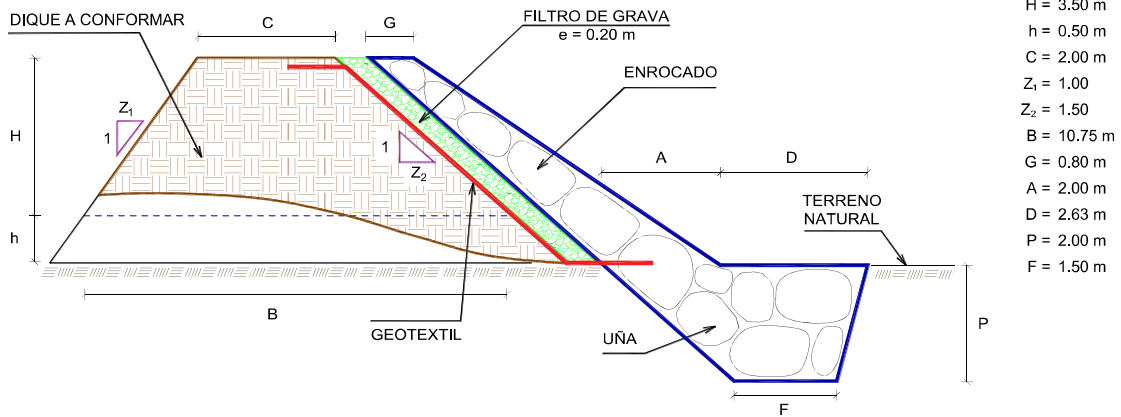 DIQUE A CONFORMAR
C
G
FILTRO DE GRAVA
e = 0.20 m
ENROCADO
H
Z₁
1
1
Z₂
A
D
TERRENO
NATURAL
h
B
GEOTEXTIL
UÑA
P
F
H = 3.50 m
h = 0.50 m
C = 2.00 m
Z₁ = 1.00
Z₂ = 1.50
B = 10.75 m
G = 0.80 m
A = 2.00 m
D = 2.63 m
P = 2.00 m
F = 1.50 m